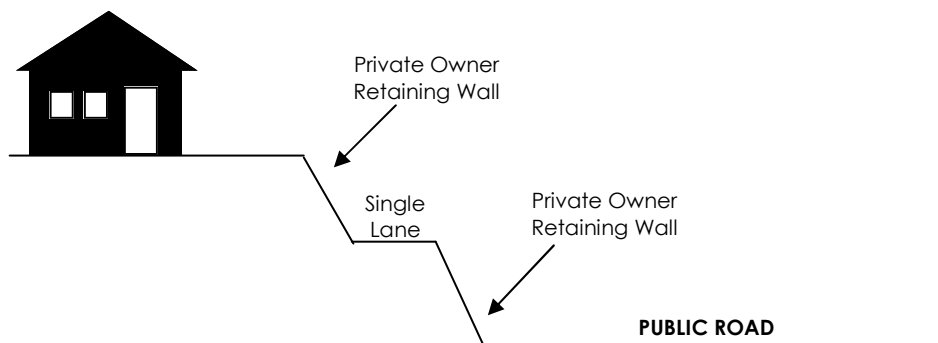 Private Owner
Retaining Wall
Single
Lane
Private Owner
Retaining Wall
PUBLIC ROAD